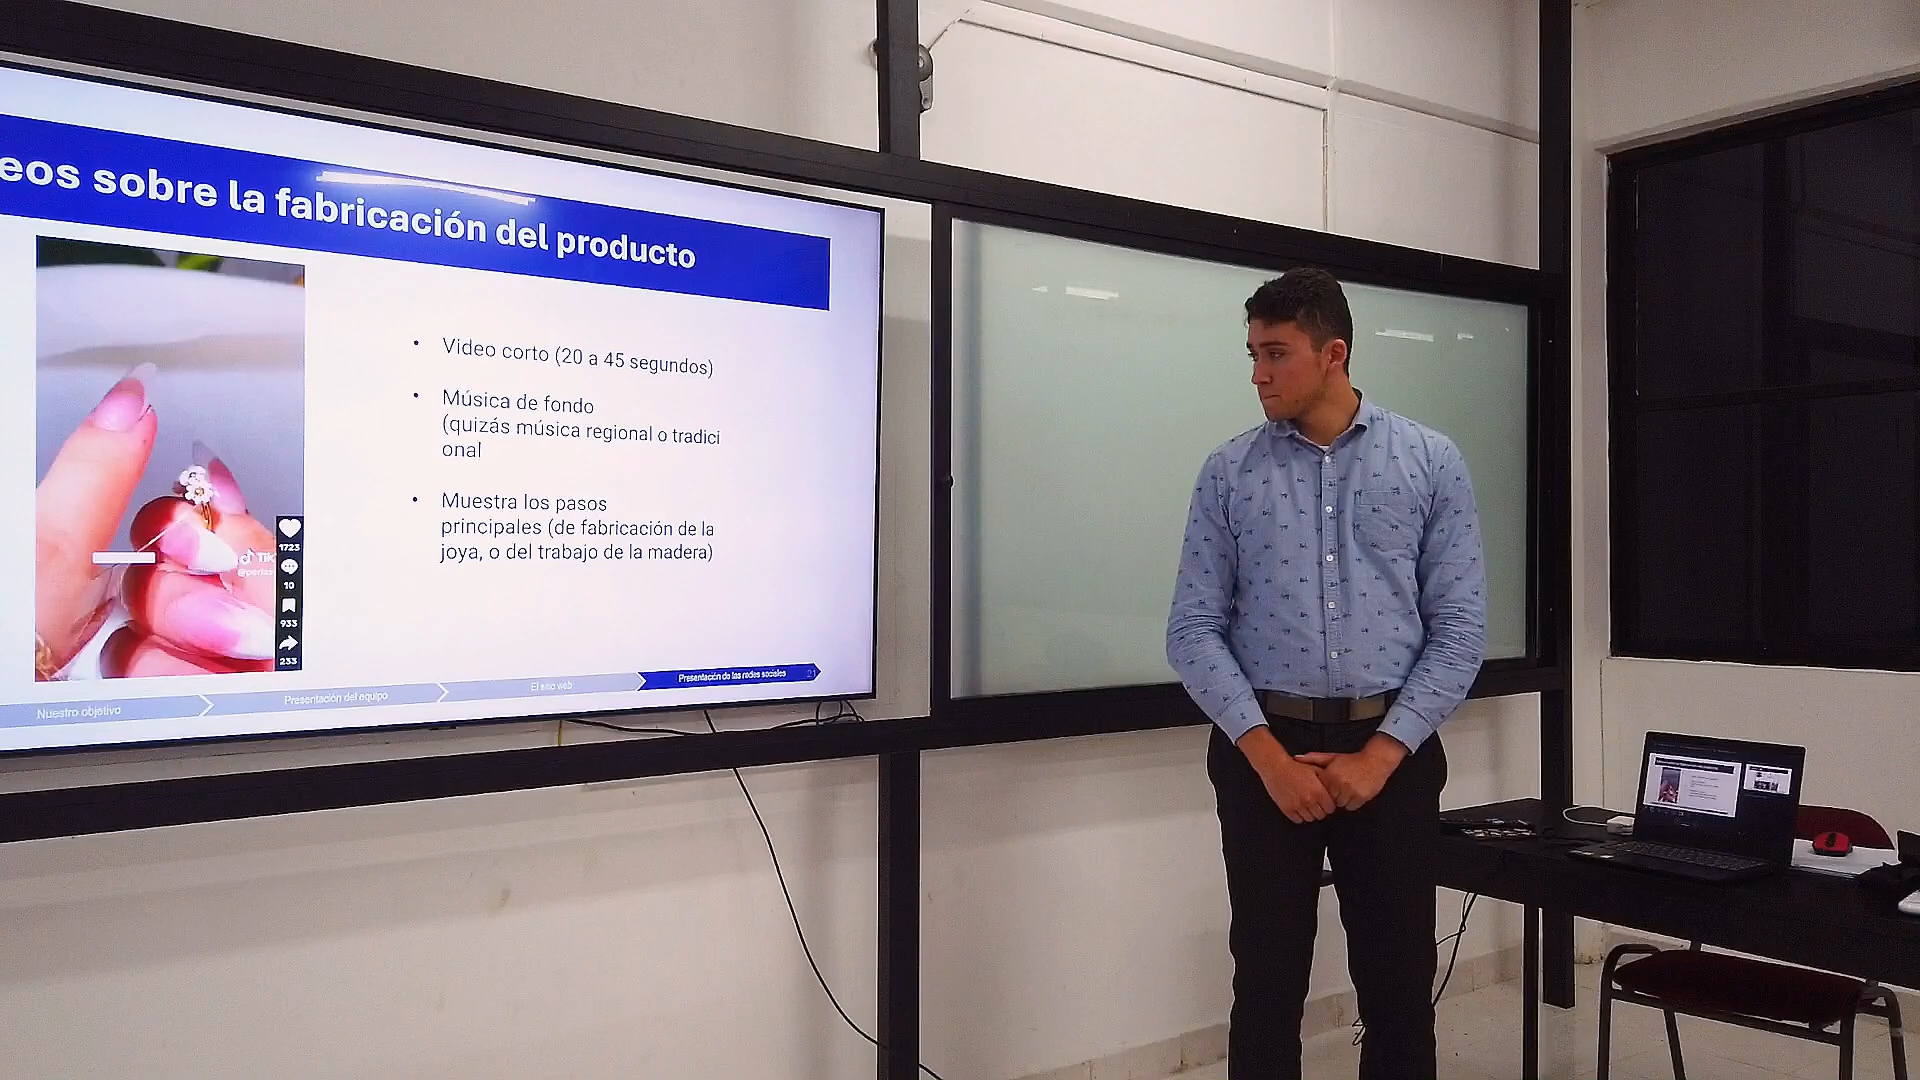 eos sobre la fabricación del producto
• Video corto (20 a 45 segundos)
• Música de fondo
(quizás música regional o tradici
onal
• Muestra los pasos
principales (de fabricación de la
joya, o del trabajo de la madera)
1723
Tik
10
933
233
Nuestro objetivo
Presentación del equipo
El sitio web
Presentación de las redes sociales
21